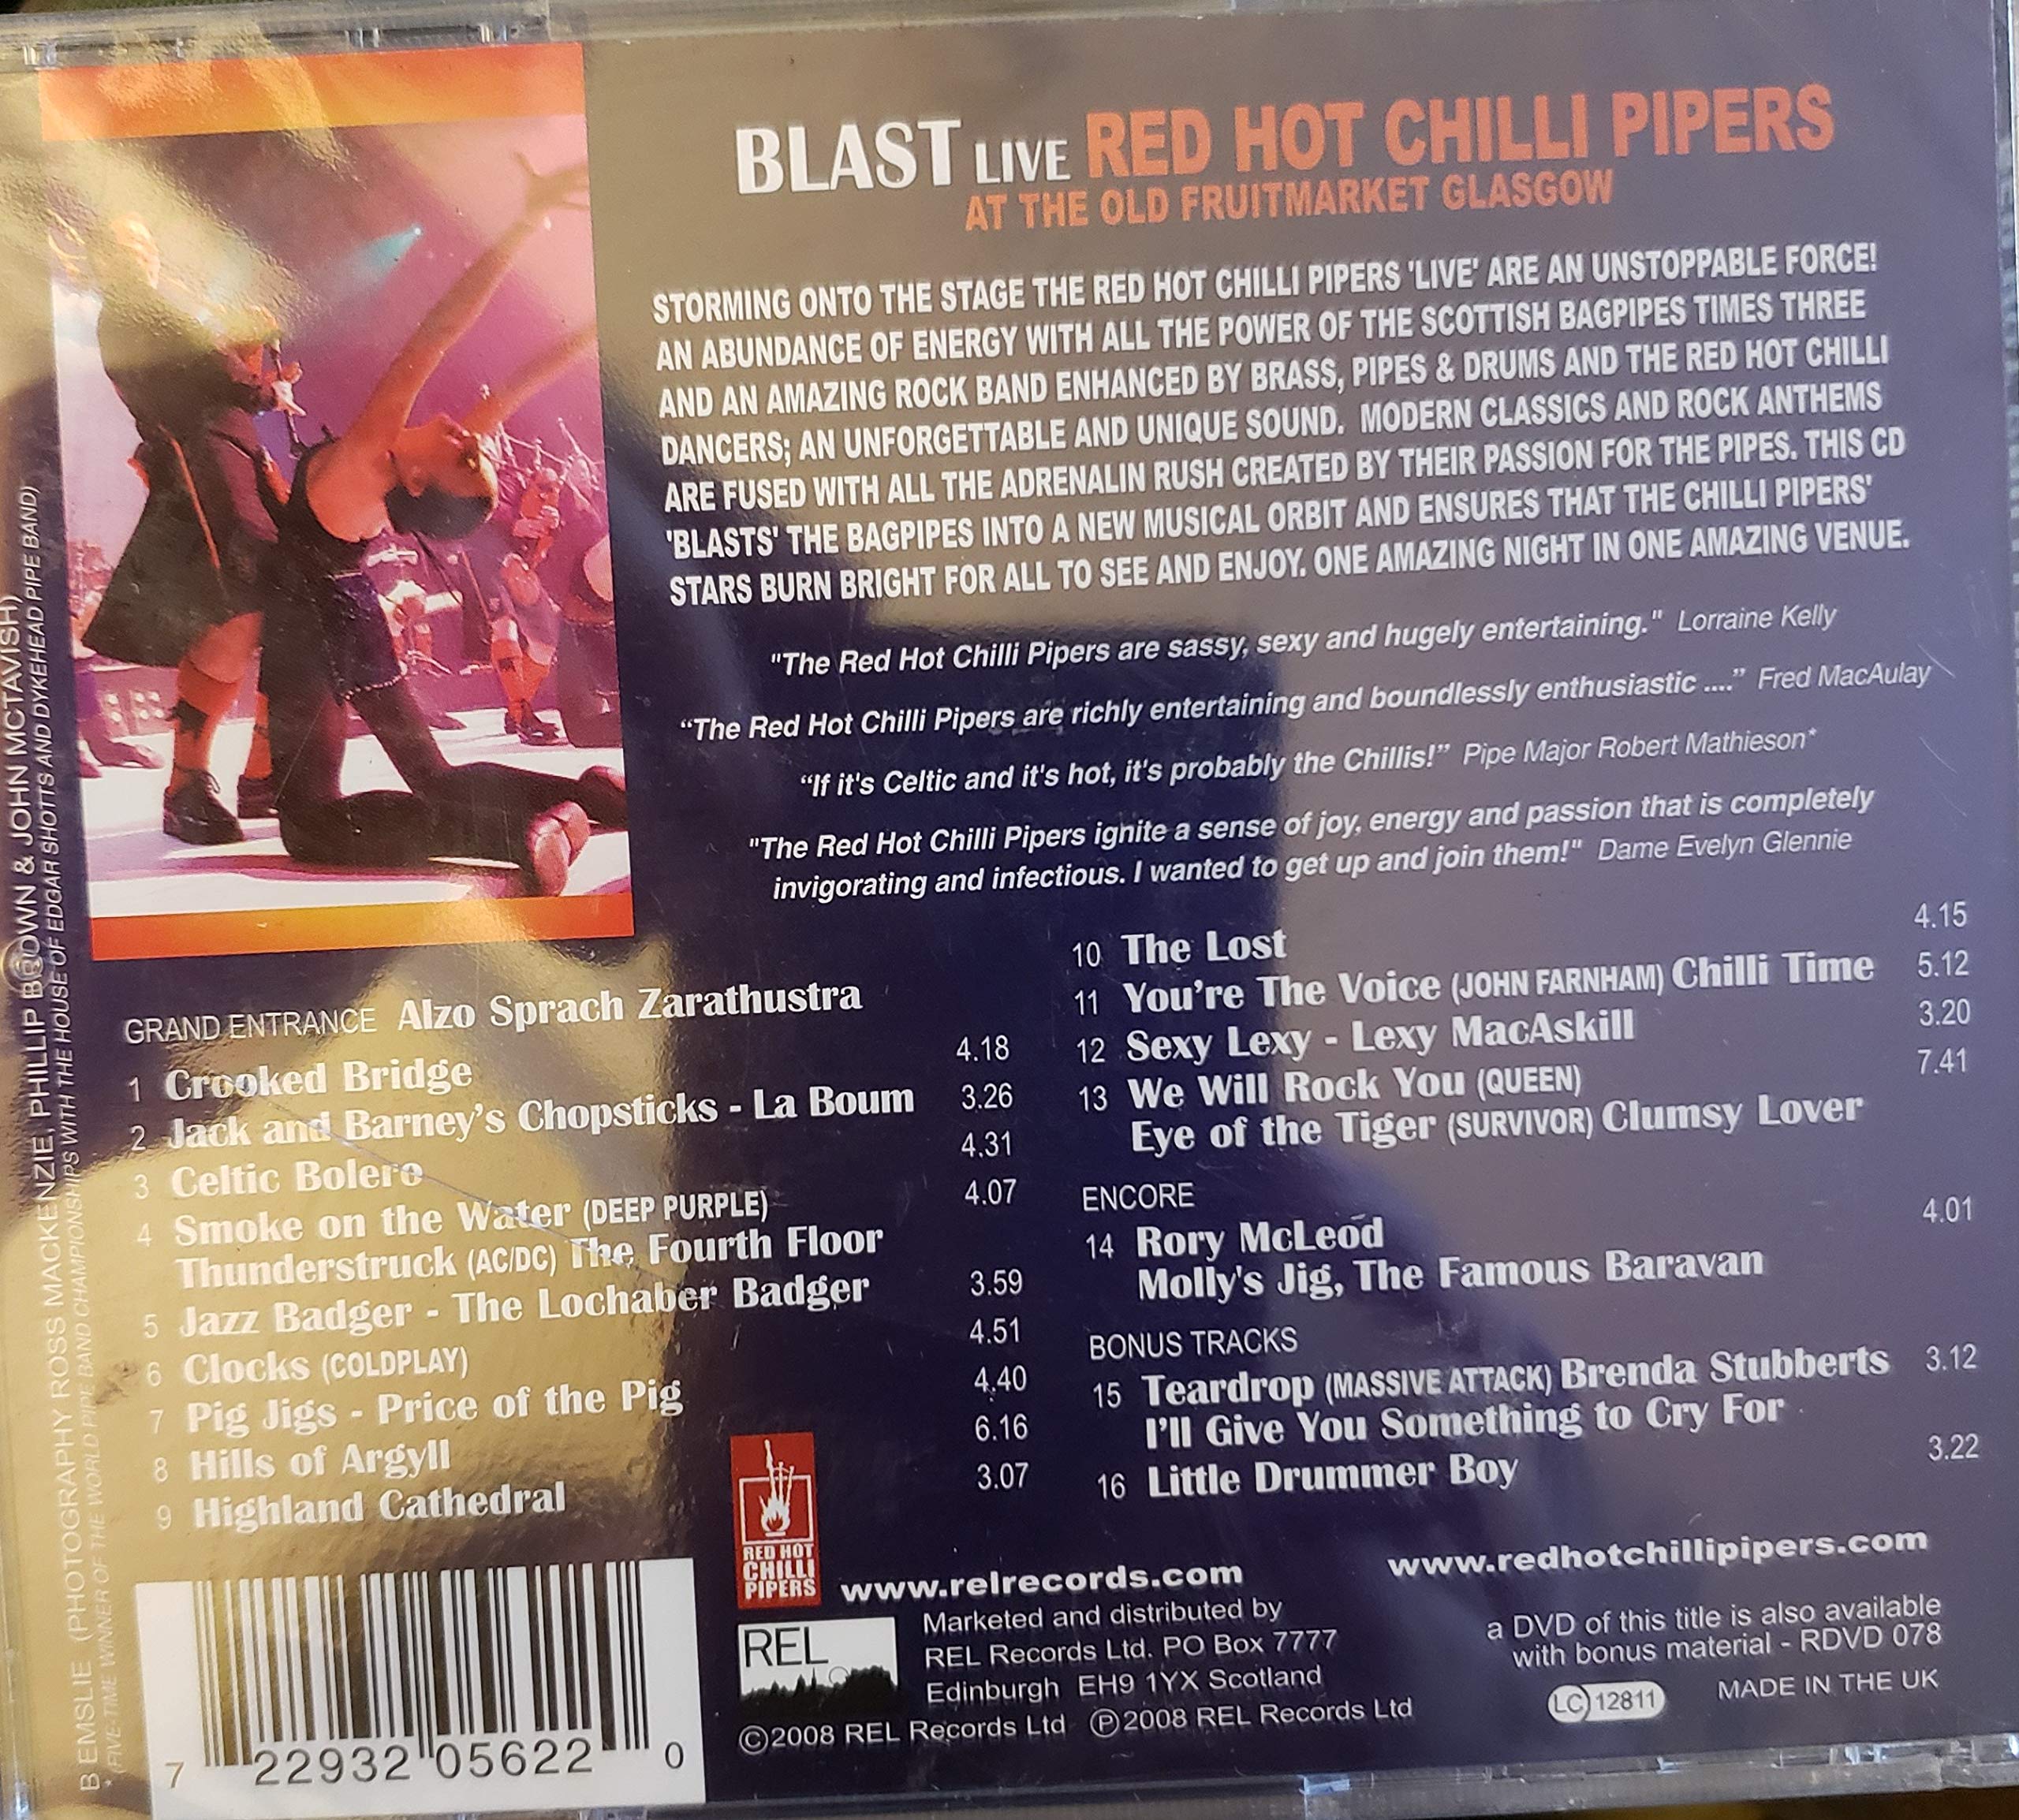 BLAST LIVE RED HOT CHILLI PIPERS
AT THE OLD FRUITMARKET GLASGOW
STORMING ONTO THE STAGE THE RED HOT CHILLI PIPERS 'LIVE' ARE AN UNSTOPPABLE FORCE!
AN ABUNDANCE OF ENERGY WITH ALL THE POWER OF THE SCOTTISH BAGPIPES TIMES THREE
AND AN AMAZING ROCK BAND ENHANCED BY BRASS, PIPES & DRUMS AND THE RED HOT CHILLI
DANCERS; AN UNFORGETTABLE AND UNIQUE SOUND. MODERN CLASSICS AND ROCK ANTHEMS
ARE FUSED WITH ALL THE ADRENALIN RUSH CREATED BY THEIR PASSION FOR THE PIPES. THIS CD
'BLASTS' THE BAGPIPES INTO A NEW MUSICAL ORBIT AND ENSURES THAT THE CHILLI PIPERS'
STARS BURN BRIGHT FOR ALL TO SEE AND ENJOY. ONE AMAZING NIGHT IN ONE AMAZING VENUE.
"The Red Hot Chilli Pipers are sassy, sexy and hugely entertaining." Lorraine Kelly
“The Red Hot Chilli Pipers are richly entertaining and boundlessly enthusiastic ....” Fred MacAulay
“If it's Celtic and it's hot, it's probably the Chillis!” Pipe Major Robert Mathieson*
"The Red Hot Chilli Pipers ignite a sense of joy, energy and passion that is completely
invigorating and infectious. I wanted to get up and join them!" Dame Evelyn Glennie
GRAND ENTRANCE Alzo Sprach Zarathustra
1 Crooked Bridge 4.18
2 Jack and Barney’s Chopsticks - La Boum 3.26
3 Celtic Bolero 4.31
4 Smoke on the Water (DEEP PURPLE) 4.07
Thunderstruck (AC/DC) The Fourth Floor
5 Jazz Badger - The Lochaber Badger 3.59
6 Clocks (COLDPLAY) 4.51
7 Pig Jigs - Price of the Pig 4.40
8 Hills of Argyll 6.16
9 Highland Cathedral 3.07
10 The Lost 4.15
11 You’re The Voice (JOHN FARNHAM) Chilli Time 5.12
12 Sexy Lexy - Lexy MacAskill 3.20
13 We Will Rock You (QUEEN) 7.41
Eye of the Tiger (SURVIVOR) Clumsy Lover
ENCORE
14 Rory McLeod 4.01
Molly's Jig, The Famous Baravan
BONUS TRACKS
15 Teardrop (MASSIVE ATTACK) Brenda Stubberts 3.12
I’ll Give You Something to Cry For
16 Little Drummer Boy 3.22
RED HOT
CHILLI
PIPERS
www.relrecords.com
www.redhotchillipipers.com
REL
Marketed and distributed by
REL Records Ltd. PO Box 7777
Edinburgh EH9 1YX Scotland
©2008 REL Records Ltd ℗2008 REL Records Ltd
a DVD of this title is also available
with bonus material - RDVD 078
LC 12811
MADE IN THE UK
7 22932 05622 0
B EMSLIE (PHOTOGRAPHY ROSS MACKENZIE, PHILLIP BROWN & JOHN MCTAVISH)
* (FIVE-TIME WINNER OF THE WORLD PIPE BAND CHAMPIONSHIPS WITH THE HOUSE OF EDGAR SHOTTS AND DYKEHEAD PIPE BAND)